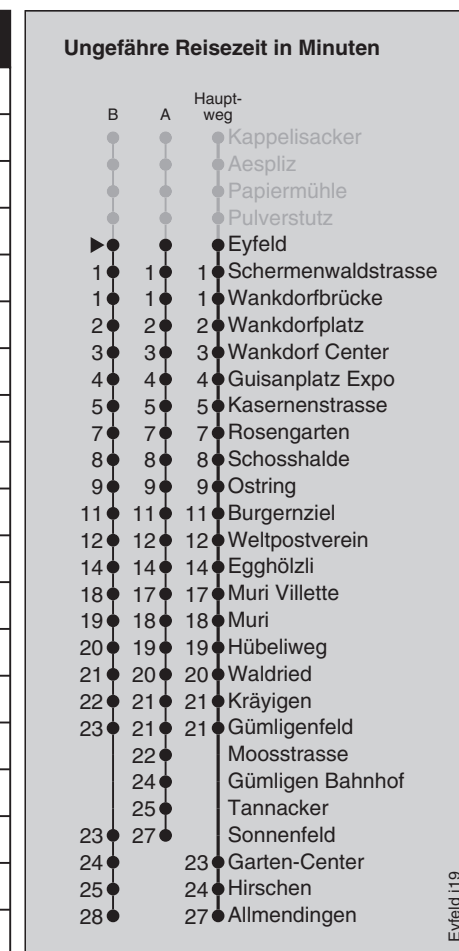 Ungefähre Reisezeit in Minuten
Haupt-
B A weg
Kappelisacker
Aespliz
Papiermühle
Pulverstutz
Eyfeld
1 1 1 Schermenwaldstrasse
1 1 1 Wankdorfbrücke
2 2 2 Wankdorfplatz
3 3 3 Wankdorf Center
4 4 4 Guisanplatz Expo
5 5 5 Kasernenstrasse
7 7 7 Rosengarten
8 8 8 Schosshalde
9 9 9 Ostring
11 11 11 Burgernziel
12 12 12 Weltpostverein
14 14 14 Egghölzli
18 17 17 Muri Villette
19 18 18 Muri
20 19 19 Hübeliweg
21 20 20 Waldried
22 21 21 Kräyigen
23 21 21 Gümligenfeld
22 Moosstrasse
24 Gümligen Bahnhof
25 Tannacker
23 27 Sonnenfeld
24 23 Garten-Center
25 24 Hirschen
28 27 Allmendingen
Eyfeld j19